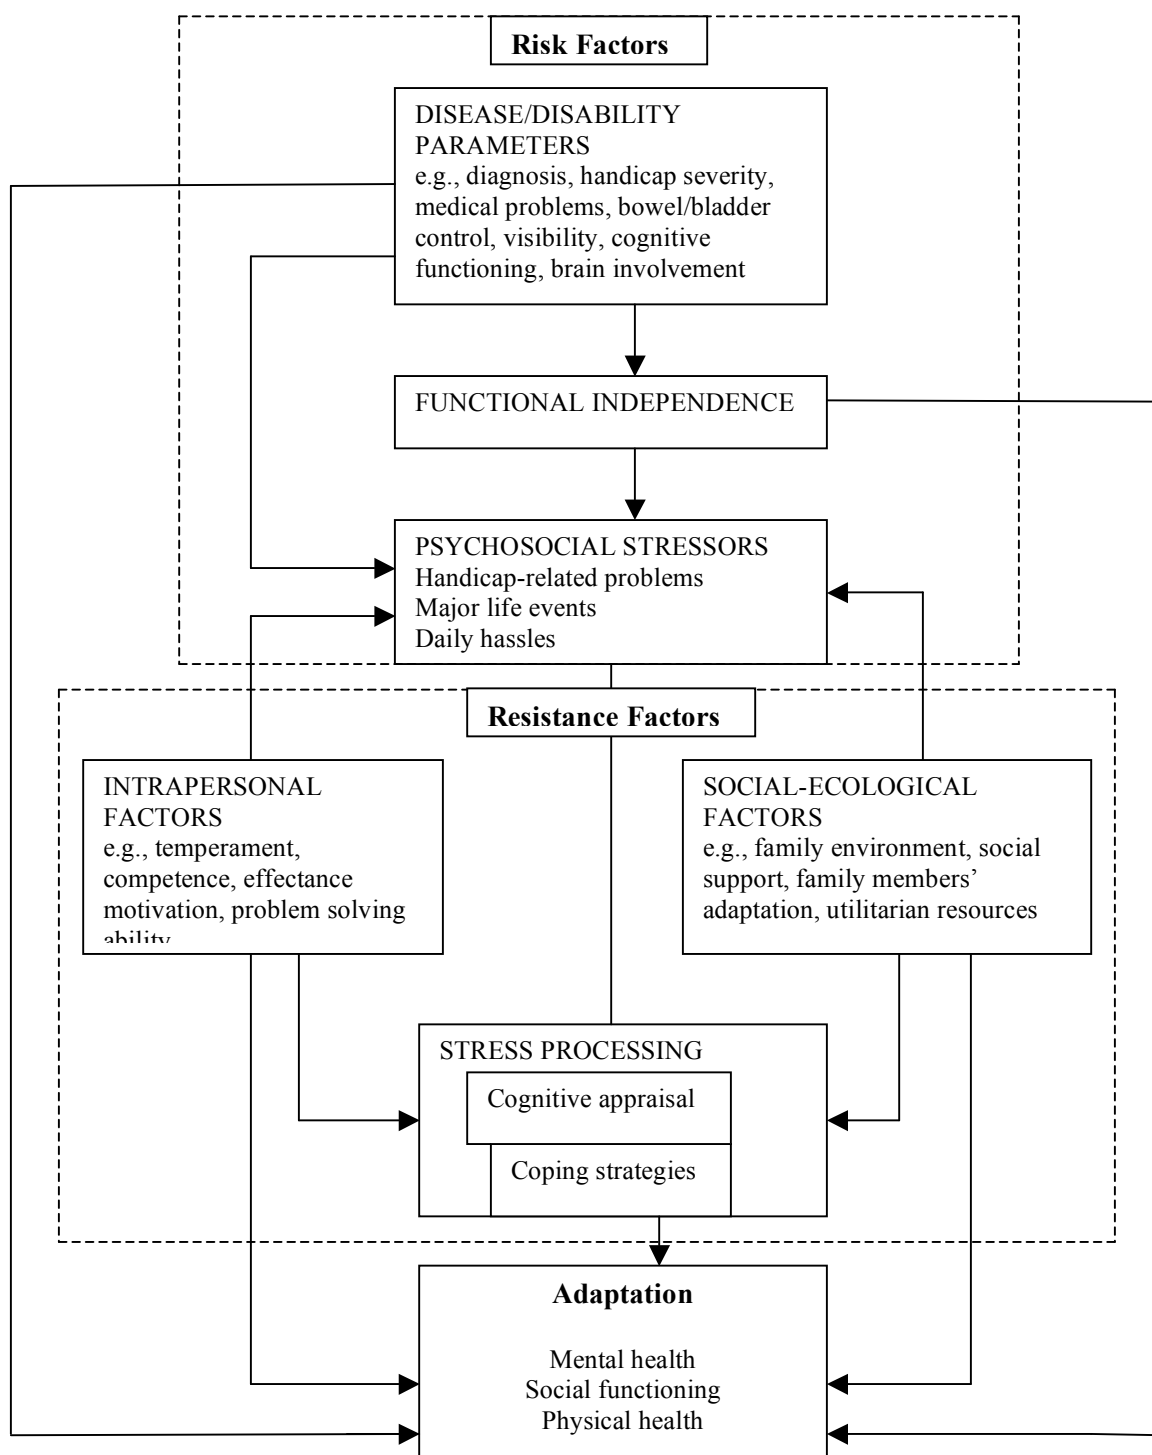 Risk Factors
DISEASE/DISABILITY
PARAMETERS
e.g., diagnosis, handicap severity,
medical problems, bowel/bladder
control, visibility, cognitive
functioning, brain involvement
FUNCTIONAL INDEPENDENCE
PSYCHOSOCIAL STRESSORS
Handicap-related problems
Major life events
Daily hassles
Resistance Factors
INTRAPERSONAL
FACTORS
e.g., temperament,
competence, effectance
motivation, problem solving
ability
SOCIAL-ECOLOGICAL
FACTORS
e.g., family environment, social
support, family members’
adaptation, utilitarian resources
STRESS PROCESSING
Cognitive appraisal
Coping strategies
Adaptation
Mental health
Social functioning
Physical health